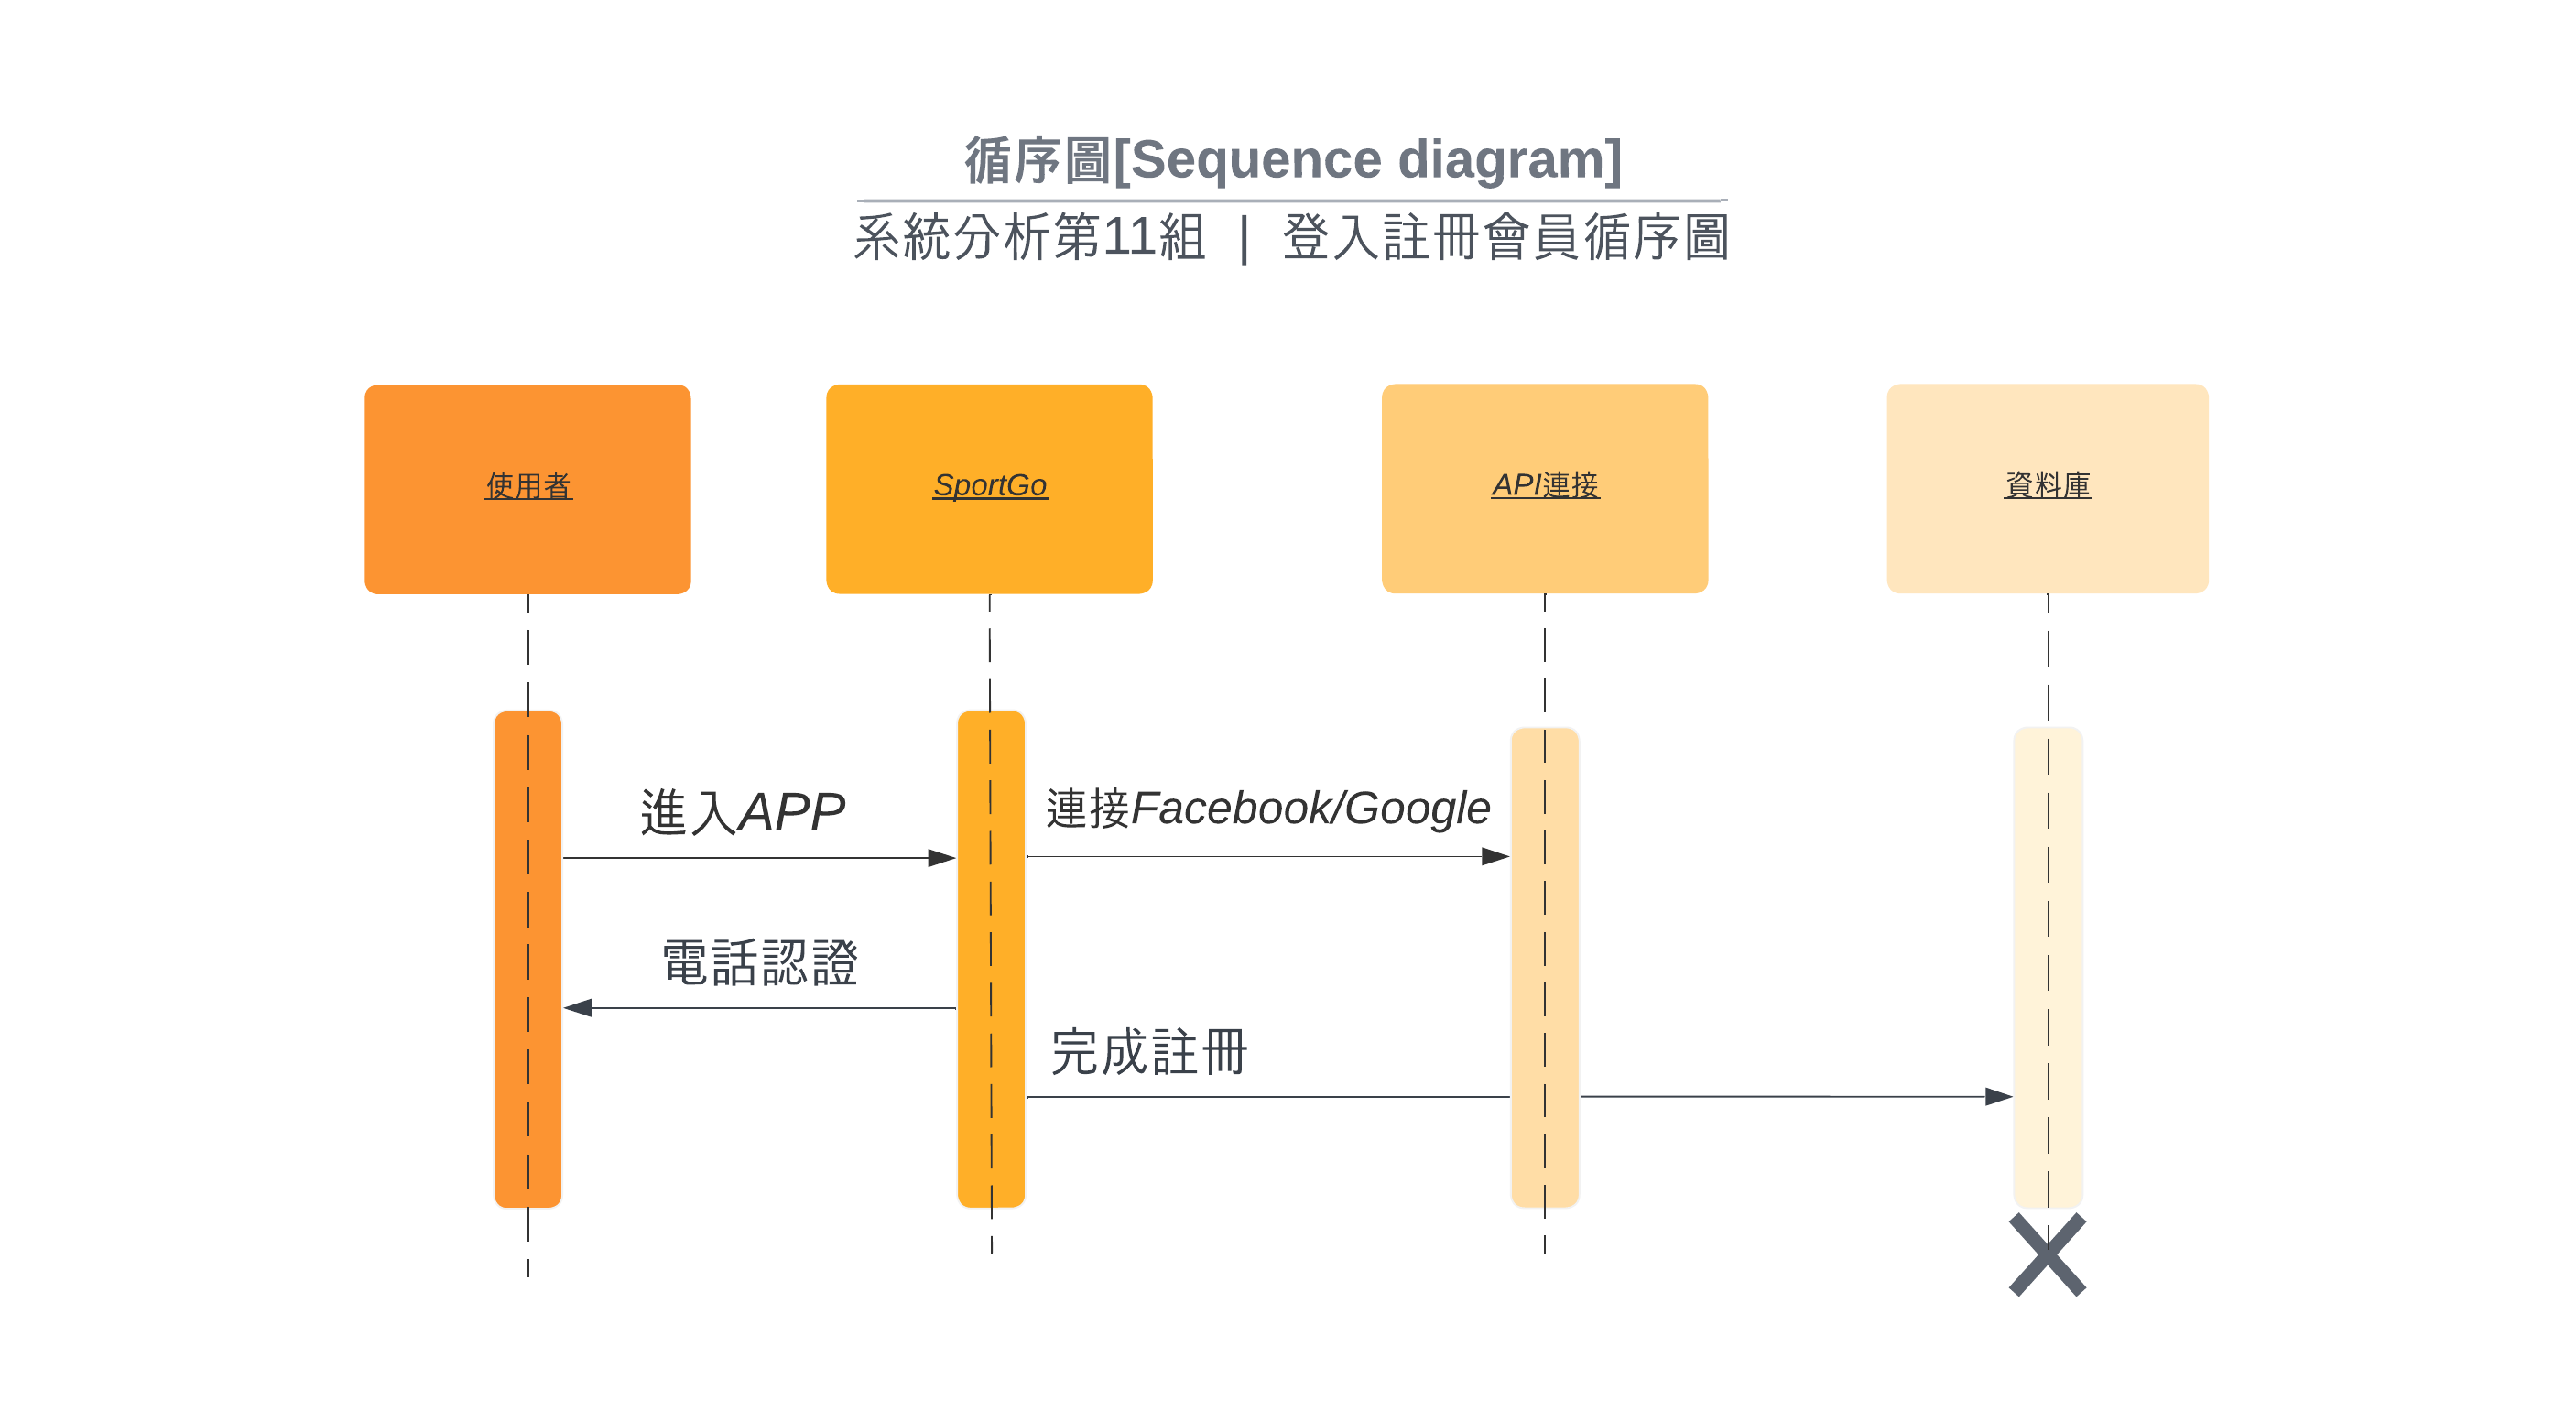 循序圖[Sequence diagram]
系統分析第11組 | 登入註冊會員循序圖
使用者
SportGo
API連接
資料庫
進入APP
連接Facebook/Google
電話認證
完成註冊